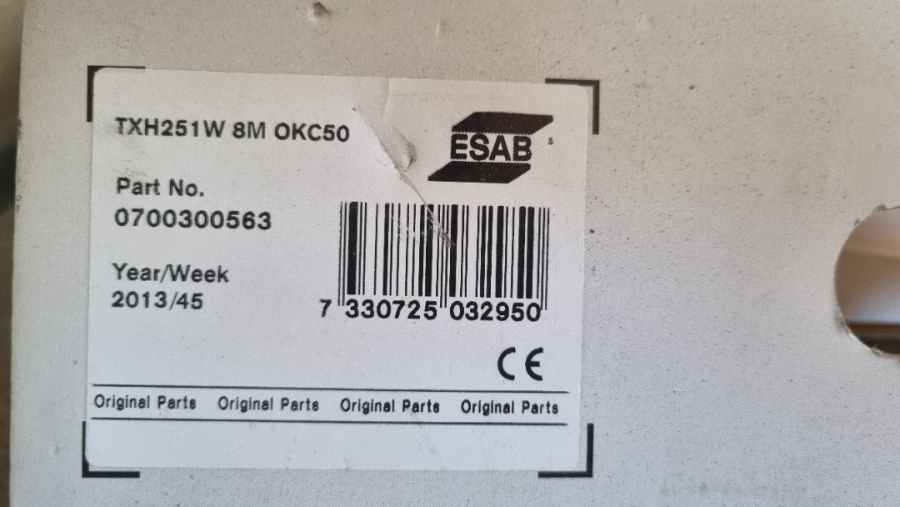 TXH251W 8M OKC50
ESAB
Part No.
0700300563
Year/Week
2013/45
7 330725 032950
CE
Original Parts Original Parts Original Parts Original Parts